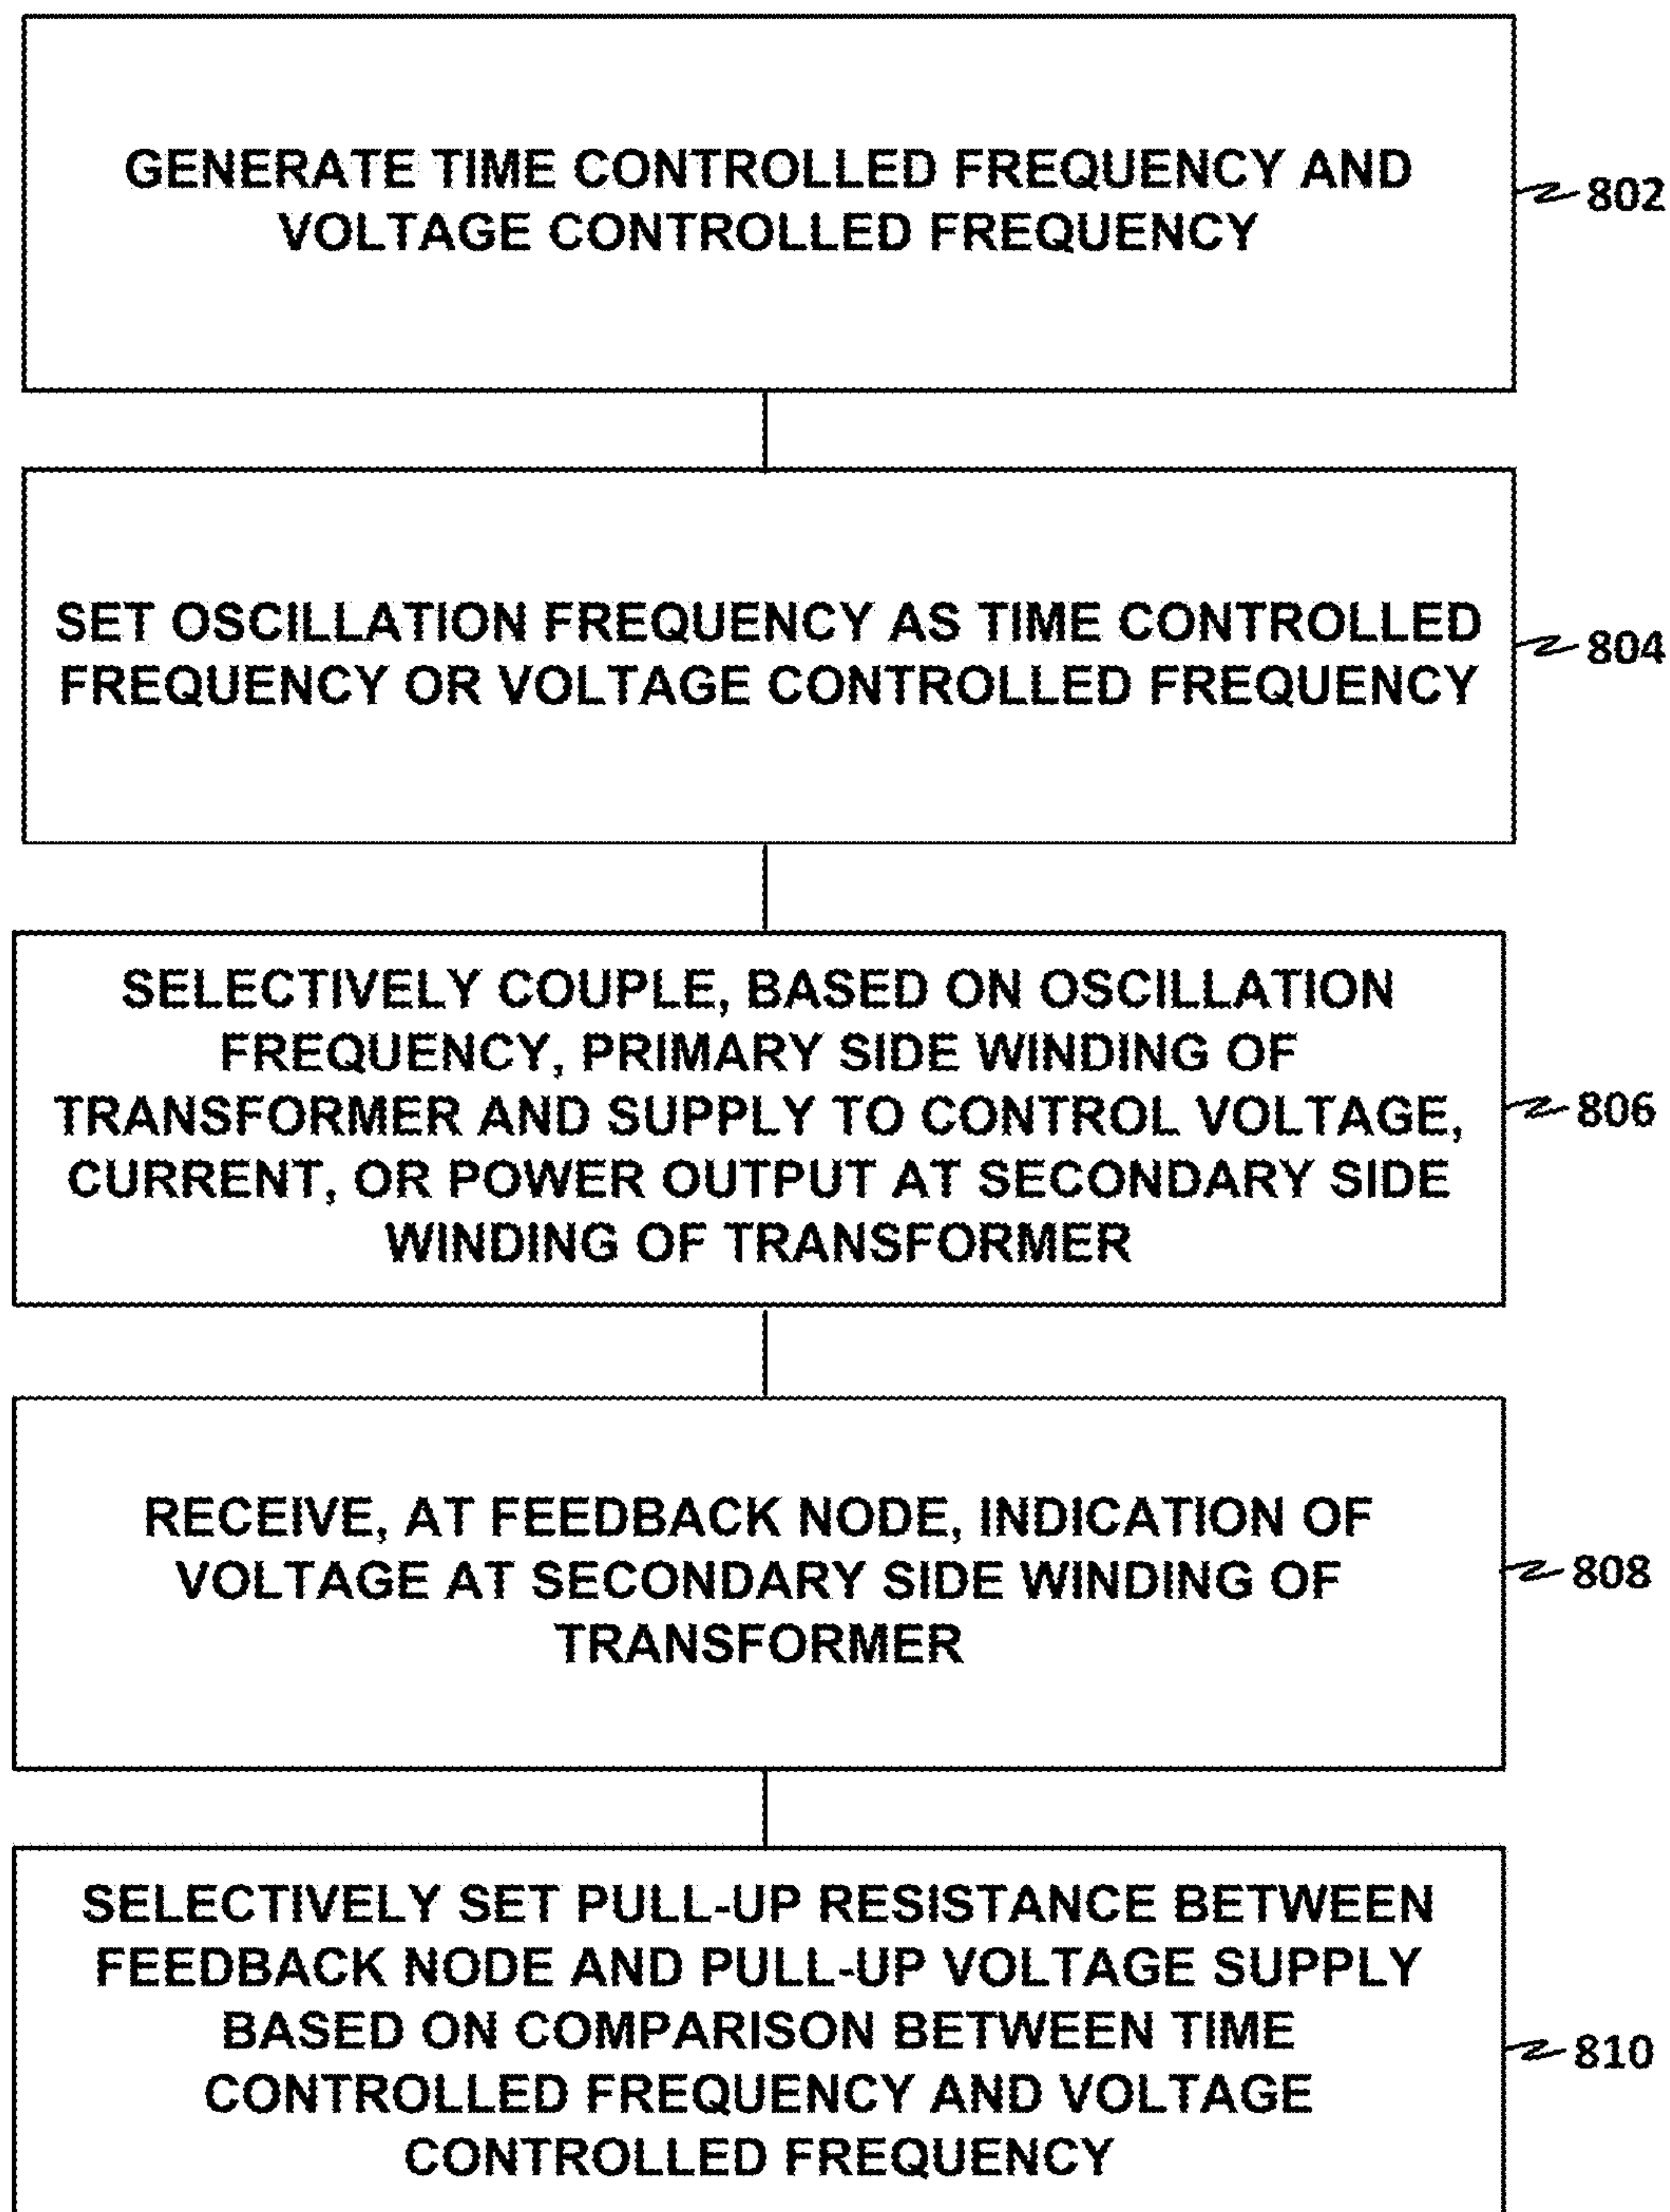 GENERATE TIME CONTROLLED FREQUENCY AND
VOLTAGE CONTROLLED FREQUENCY
802
SET OSCILLATION FREQUENCY AS TIME CONTROLLED
FREQUENCY OR VOLTAGE CONTROLLED FREQUENCY
804
SELECTIVELY COUPLE, BASED ON OSCILLATION
FREQUENCY, PRIMARY SIDE WINDING OF
TRANSFORMER AND SUPPLY TO CONTROL VOLTAGE,
CURRENT, OR POWER OUTPUT AT SECONDARY SIDE
WINDING OF TRANSFORMER
806
RECEIVE, AT FEEDBACK NODE, INDICATION OF
VOLTAGE AT SECONDARY SIDE WINDING OF
TRANSFORMER
808
SELECTIVELY SET PULL-UP RESISTANCE BETWEEN
FEEDBACK NODE AND PULL-UP VOLTAGE SUPPLY
BASED ON COMPARISON BETWEEN TIME
CONTROLLED FREQUENCY AND VOLTAGE
CONTROLLED FREQUENCY
810